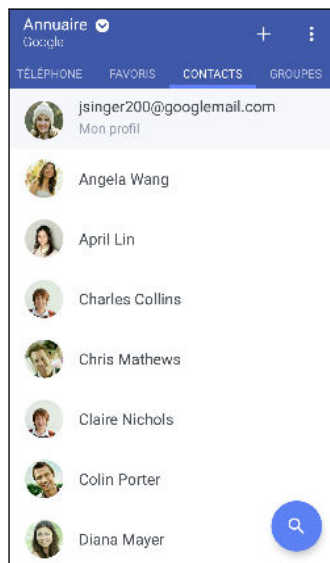 Annuaire
Google
TÉLÉPHONE FAVORIS CONTACTS GROUPES
jsinger200@googlemail.com
Mon profil
Angela Wang
April Lin
Charles Collins
Chris Mathews
Claire Nichols
Colin Porter
Diana Mayer